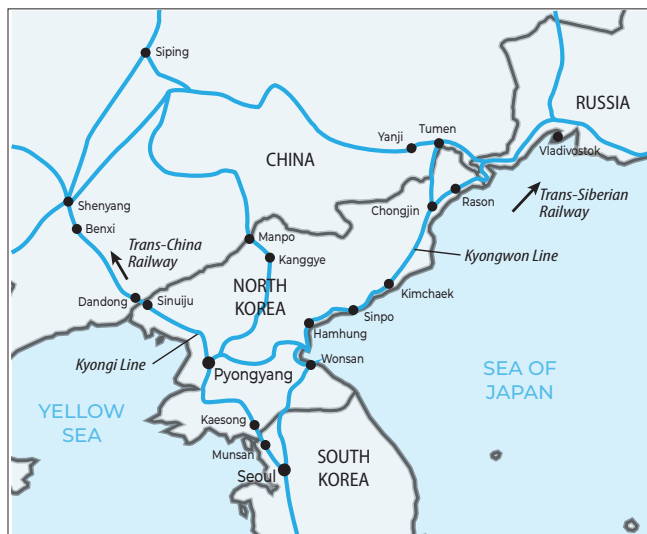 Siping
RUSSIA
Yanji
Tumen
Vladivostok
CHINA
Shenyang
Benxi
Chongjin
Rason
Trans-Siberian
Railway
Trans-China
Railway
Manpo
Kanggye
Kyongwon Line
NORTH
KOREA
Dandong
Sinuiju
Kimchaek
Sinpo
Hamhung
Kyongi Line
Wonsan
Pyongyang
SEA OF
JAPAN
YELLOW
SEA
Kaesong
Munsan
SOUTH
KOREA
Seoul